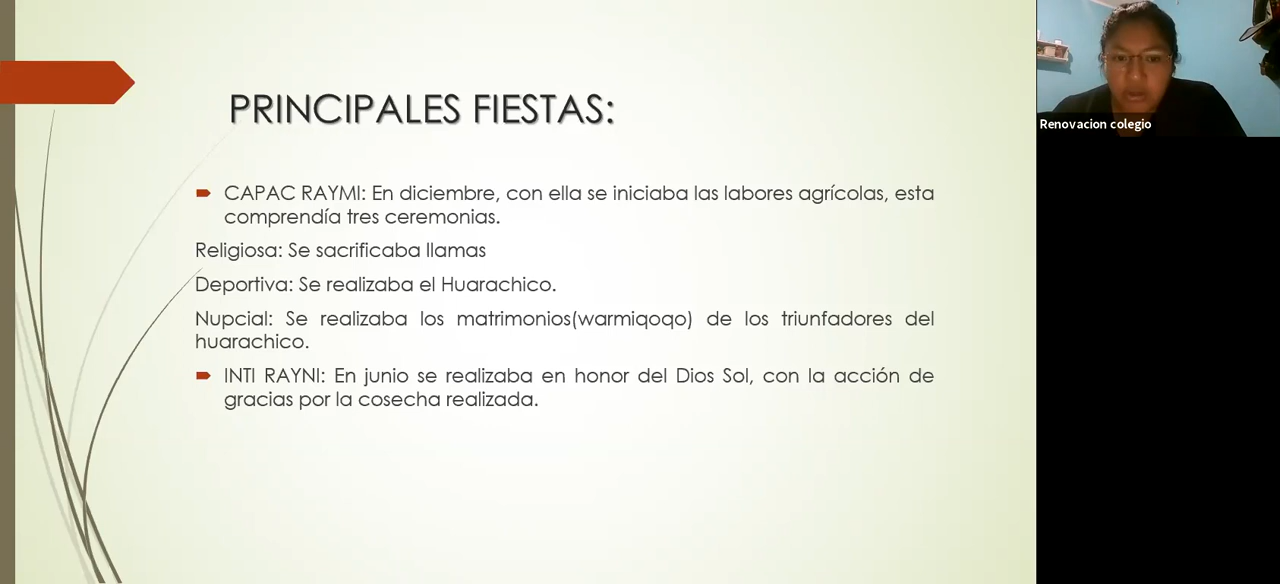 PRINCIPALES FIESTAS:
CAPAC RAYMI: En diciembre, con ella se iniciaba las labores agrícolas, esta
comprendía tres ceremonias.
Religiosa: Se sacrificaba llamas
Deportiva: Se realizaba el Huarachico.
Nupcial: Se realizaba los matrimonios(warmiqoqo) de los triunfadores del
huarachico.
INTI RAYNI: En junio se realizaba en honor del Dios Sol, con la acción de
gracias por la cosecha realizada.
Renovacion colegio